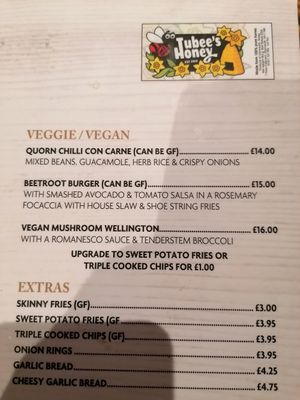 Tubee's
Honey
VEGGIE / VEGAN
QUORN CHILLI CON CARNE (CAN BE GF) £14.00
MIXED BEANS, GUACAMOLE, HERB RICE & CRISPY ONIONS
BEETROOT BURGER (CAN BE GF) £15.00
WITH SMASHED AVOCADO & TOMATO SALSA IN A ROSEMARY
FOCACCIA WITH HOUSE SLAW & SHOE STRING FRIES
VEGAN MUSHROOM WELLINGTON £16.00
WITH A ROMANESCO SAUCE & TENDERSTEM BROCCOLI
UPGRADE TO SWEET POTATO FRIES OR
TRIPLE COOKED CHIPS FOR £1.00
EXTRAS
SKINNY FRIES (GF) £3.00
SWEET POTATO FRIES (GF £3.95
TRIPLE COOKED CHIPS (GF) £3.95
ONION RINGS £3.95
GARLIC BREAD £4.25
CHEESY GARLIC BREAD £4.75